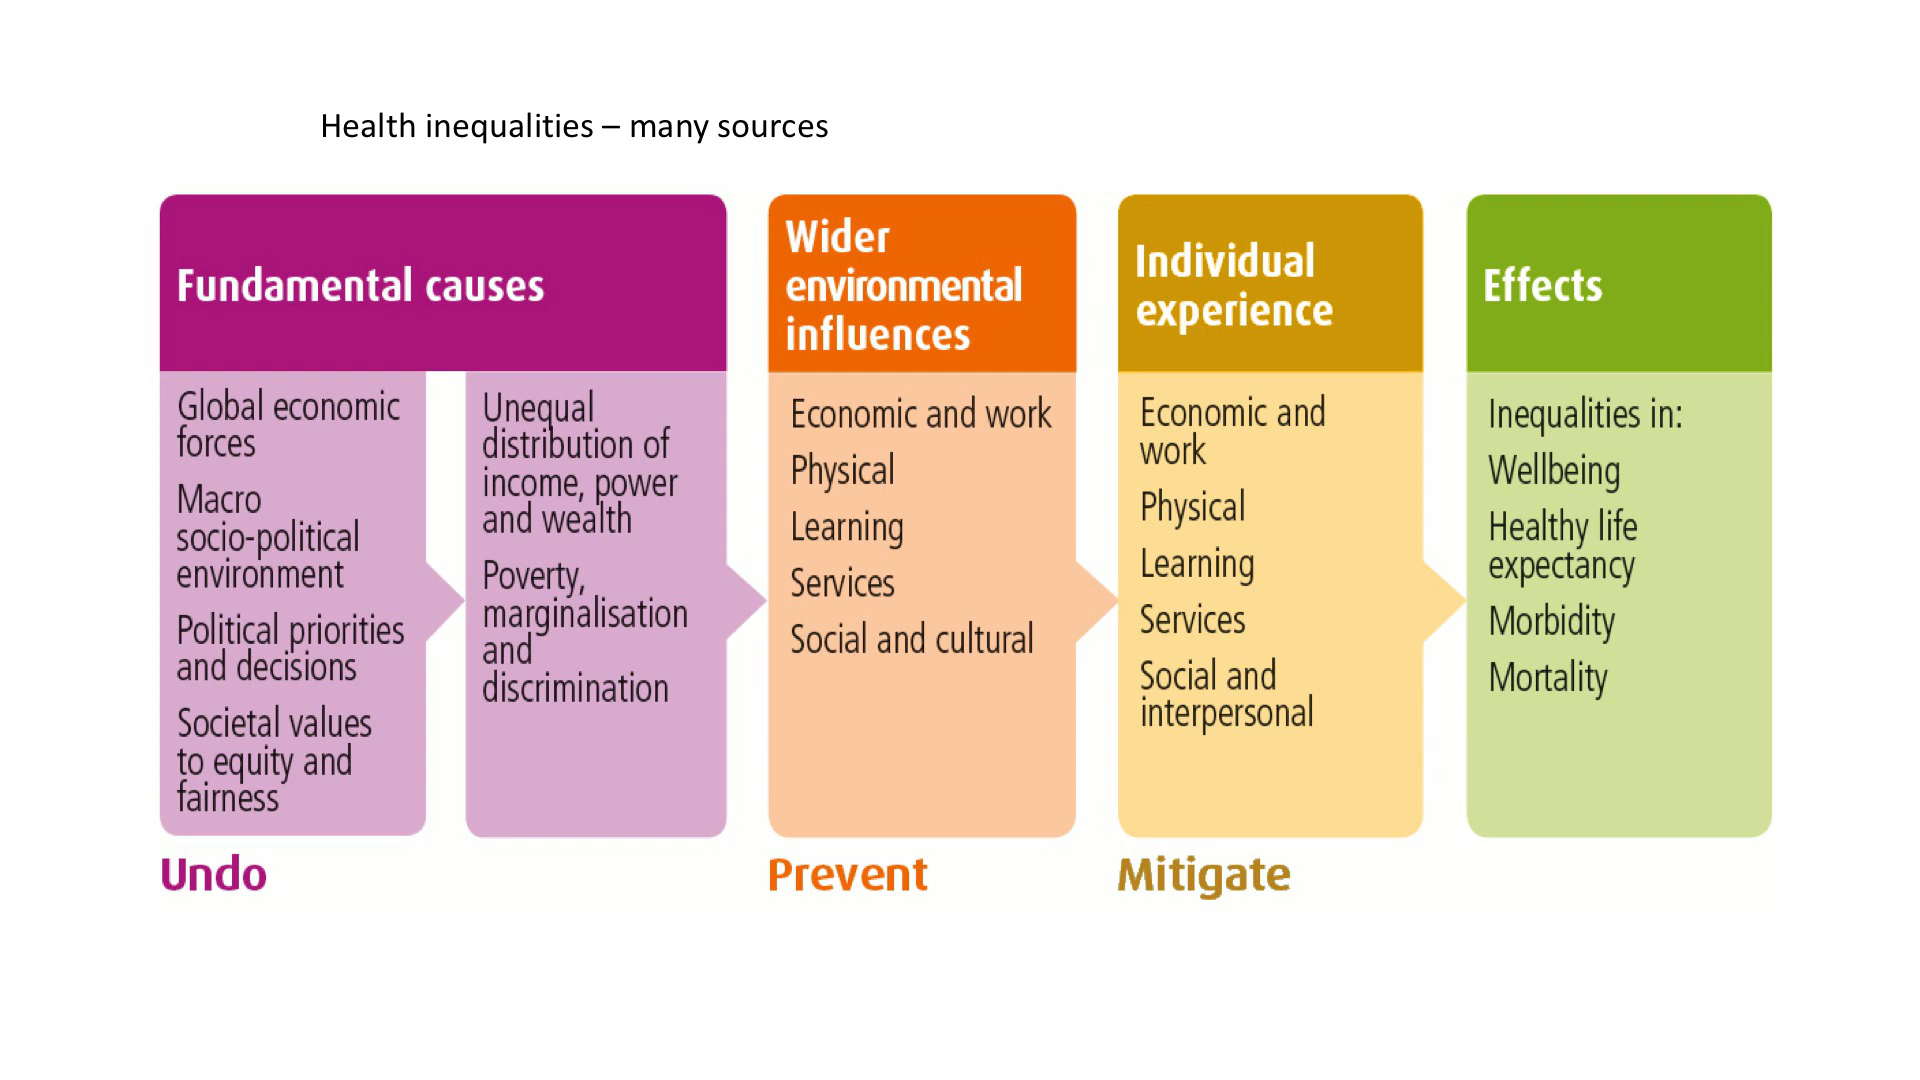 Health inequalities – many sources
Fundamental causes
Global economic
forces
Macro
socio-political
environment
Political priorities
and decisions
Societal values
to equity and
fairness
Unequal
distribution of
income, power
and wealth
Poverty,
marginalisation
and
discrimination
Undo
Wider
environmental
influences
Economic and work
Physical
Learning
Services
Social and cultural
Prevent
Individual
experience
Economic and
work
Physical
Learning
Services
Social and
interpersonal
Mitigate
Effects
Inequalities in:
Wellbeing
Healthy life
expectancy
Morbidity
Mortality